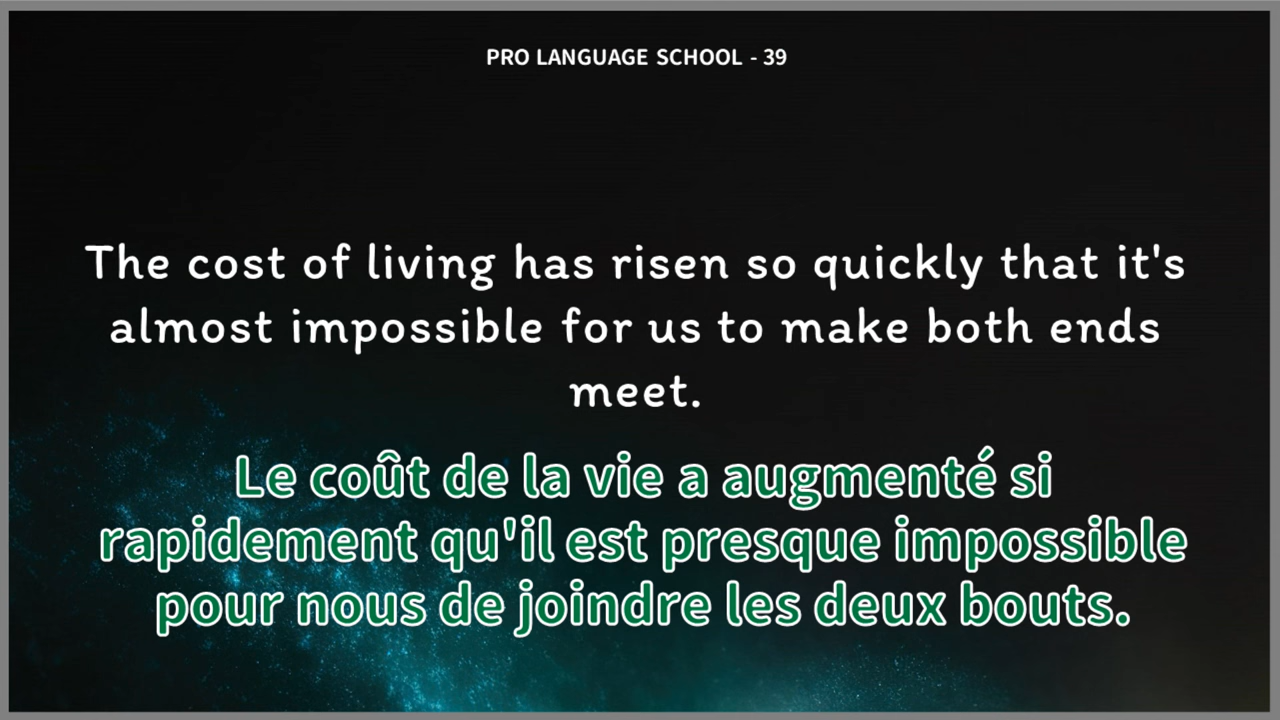 PRO LANGUAGE SCHOOL - 39
The cost of living has risen so quickly that it's
almost impossible for us to make both ends
meet.
Le coût de la vie a augmenté si
rapidement qu'il est presque impossible
pour nous de joindre les deux bouts.